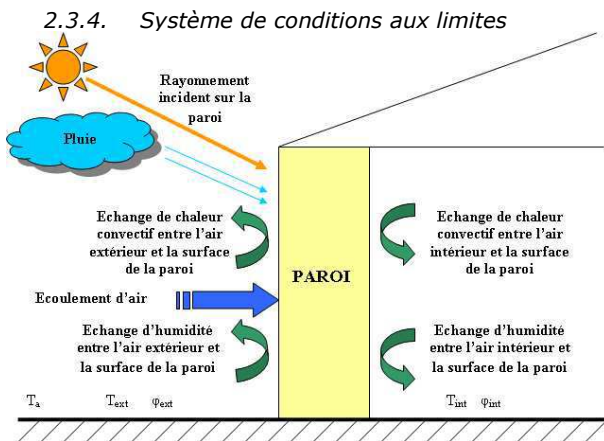 2.3.4. Système de conditions aux limites
Rayonnement
incident sur la
paroi
Pluie
Echange de chaleur
convectif entre l'air
extérieur et la surface
de la paroi
Echange de chaleur
convectif entre l'air
intérieur et la surface
de la paroi
PAROI
Ecoulement d'air
Echange d'humidité
entre l'air extérieur et
la surface de la paroi
Echange d'humidité
entre l'air intérieur et
la surface de la paroi
Ta Text φext Tint φint